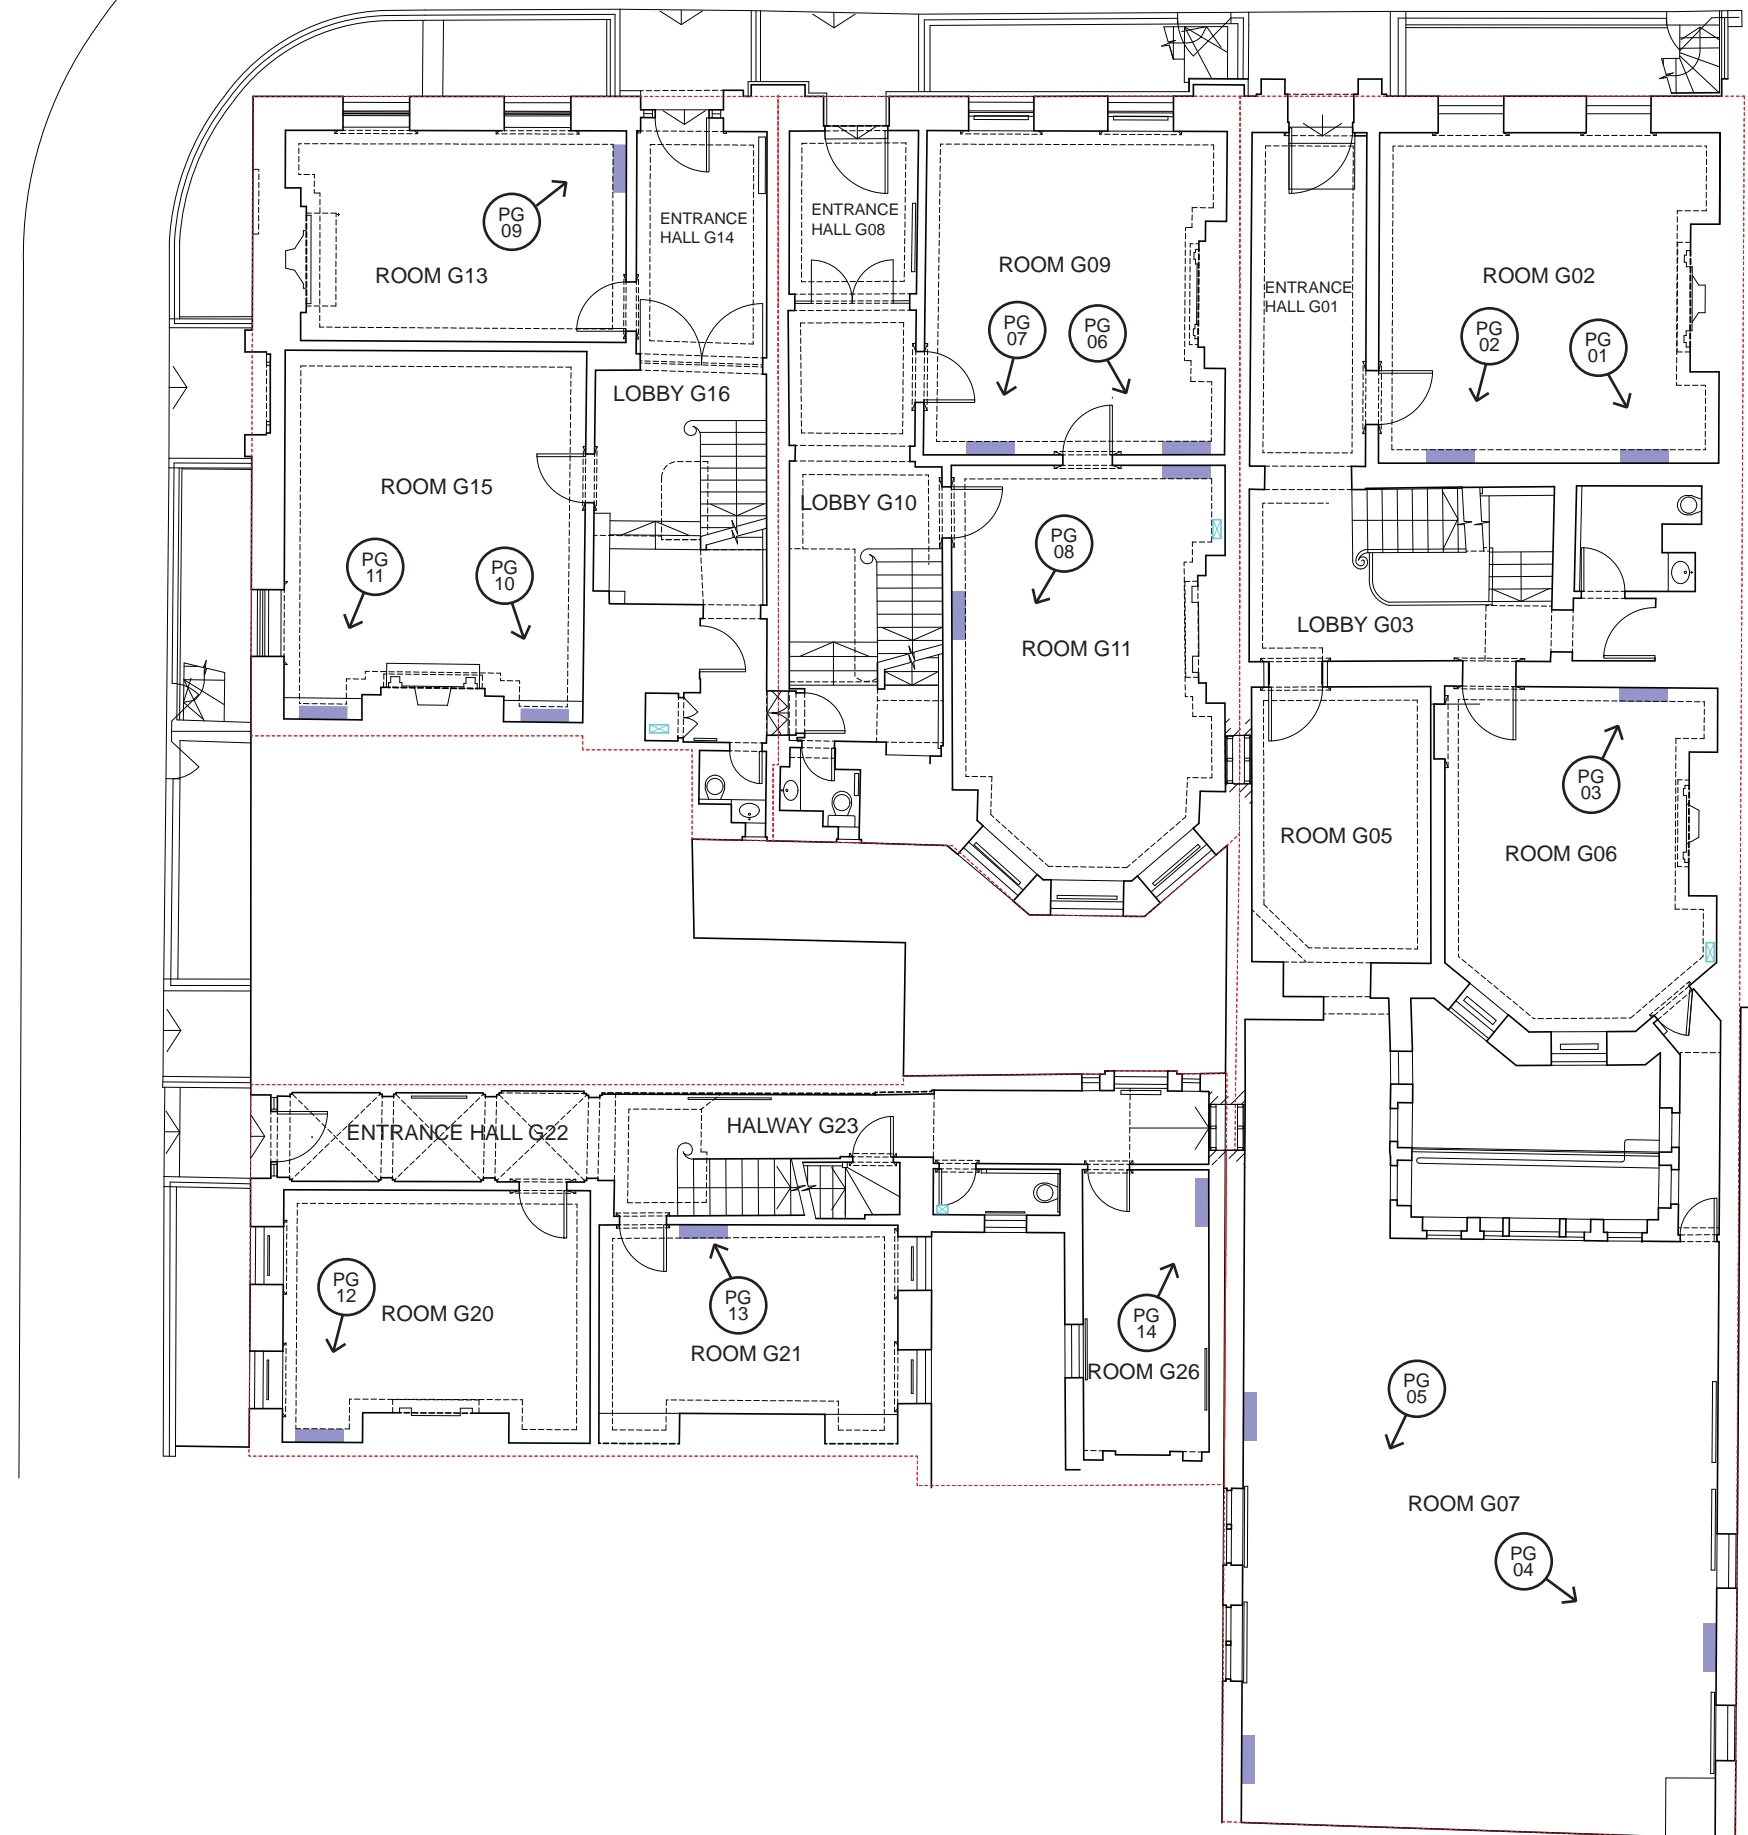 PG
09
ENTRANCE
HALL G14
ENTRANCE
HALL G08
ROOM G13
ROOM G09
ENTRANCE
HALL G01
ROOM G02
PG
07
PG
06
PG
02
PG
01
LOBBY G16
ROOM G15
LOBBY G10
PG
08
PG
11
PG
10
LOBBY G03
ROOM G11
PG
03
ROOM G05
ROOM G06
ENTRANCE HALL G22
HALWAY G23
PG
12
ROOM G20
PG
13
ROOM G21
PG
14
ROOM G26
PG
05
ROOM G07
PG
04